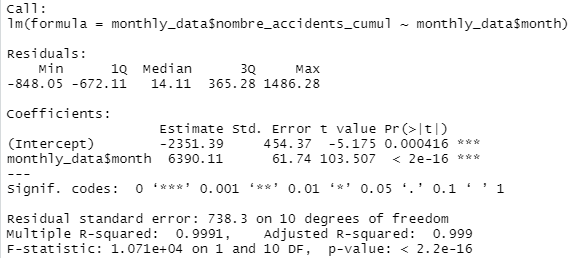 Call:
lm(formula = monthly_data$nombre_accidents_cumul ~ monthly_data$month)
Residuals:
Min 1Q Median 3Q Max
-848.05 -672.11 14.11 365.28 1486.28
Coefficients:
Estimate Std. Error t value Pr(>|t|)
(Intercept) -2351.39 454.37 -5.175 0.000416 ***
monthly_data$month 6390.11 61.74 103.507 < 2e-16 ***
---
Signif. codes: 0 ‘***’ 0.001 ‘**’ 0.01 ‘*’ 0.05 ‘.’ 0.1 ‘ ’ 1
Residual standard error: 738.3 on 10 degrees of freedom
Multiple R-squared: 0.9991, Adjusted R-squared: 0.999
F-statistic: 1.071e+04 on 1 and 10 DF, p-value: < 2.2e-16